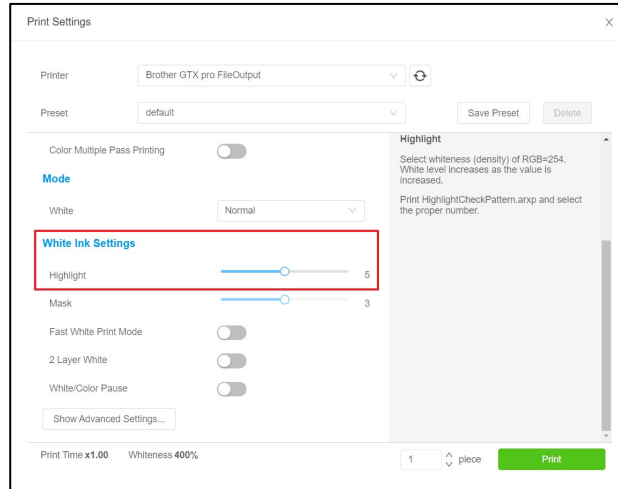 Print Settings X
Printer Brother GTX pro FileOutput
Preset default Save Preset Delete
Color Multiple Pass Printing
Mode
White Normal
White Ink Settings
Highlight 5
Mask 3
Fast White Print Mode
2 Layer White
White/Color Pause
Show Advanced Settings...
Highlight
Select whiteness (density) of RGB=254.
White level increases as the value is
increased.
Print HighlightCheckPattern.arxp and select
the proper number.
Print Time x1.00 Whiteness 400% 1 piece Print